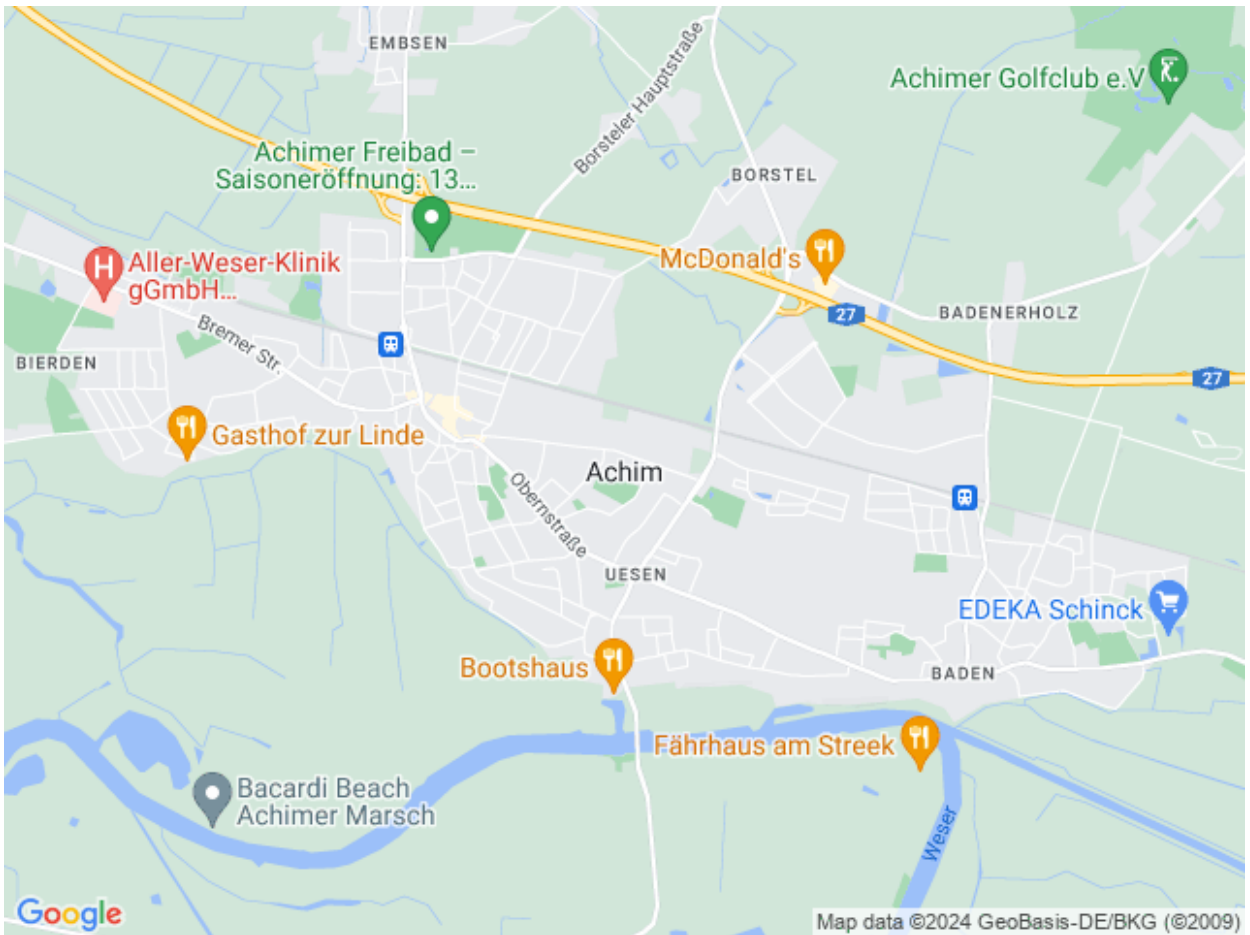 EMBSEN
Borsteler Hauptstraße
Achimer Golfclub e.V
Achimer Freibad –
Saisoneröffnung: 13...
BORSTEL
McDonald's
Aller-Weser-Klinik
gGmbH...
27
BADENERHOLZ
Bremer Str.
BIERDEN
27
Gasthof zur Linde
Achim
Obernstraße
UESEN
EDEKA Schinck
Bootshaus
BADEN
Fährhaus am Streek
Bacardi Beach
Achimer Marsch
Weser
Google
Map data ©2024 GeoBasis-DE/BKG (©2009)